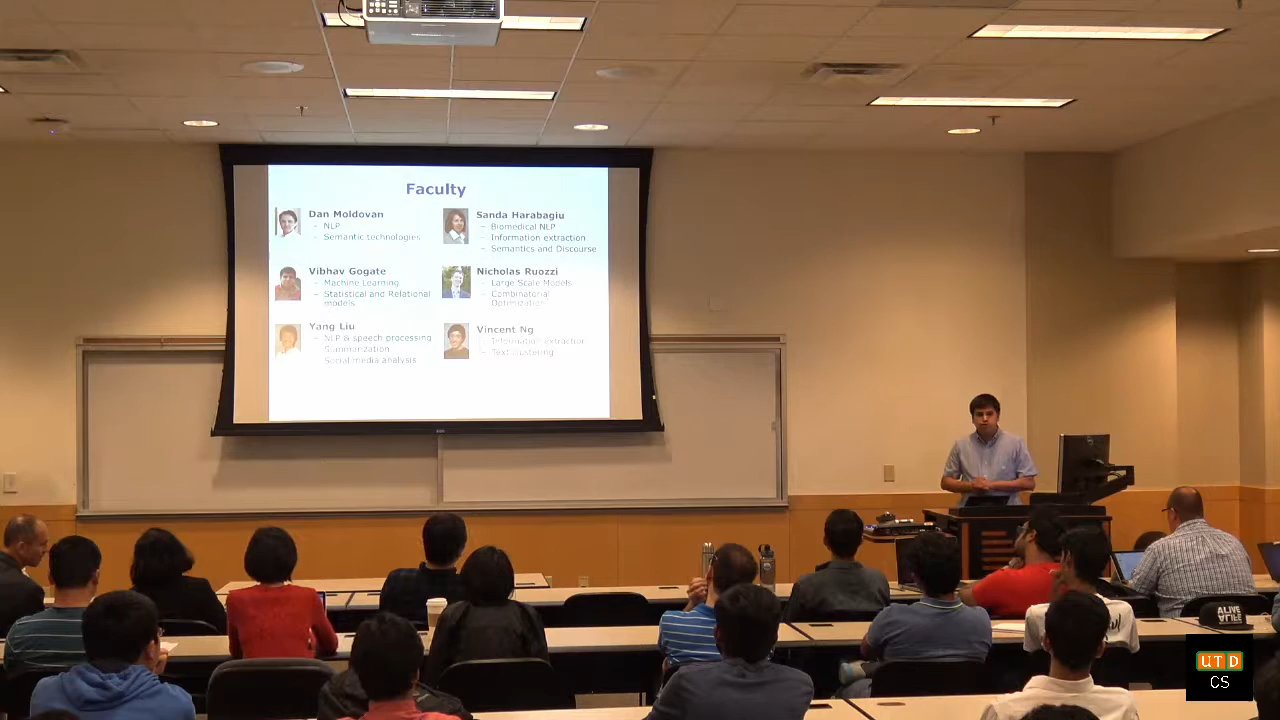 Faculty
Dan Moldovan
– NLP
– Semantic technologies
Sanda Harabagiu
– Biomedical NLP
– Information extraction
– Semantics and Discourse
Vibhav Gogate
– Machine Learning
– Statistical and Relational
models
Nicholas Ruozzi
– Large Scale Models
– Combinatorial
Optimization
Yang Liu
– NLP & speech processing
– Summarization
– Social media analysis
Vincent Ng
– Information extraction
– Text clustering
ALIVE
UTD
CS